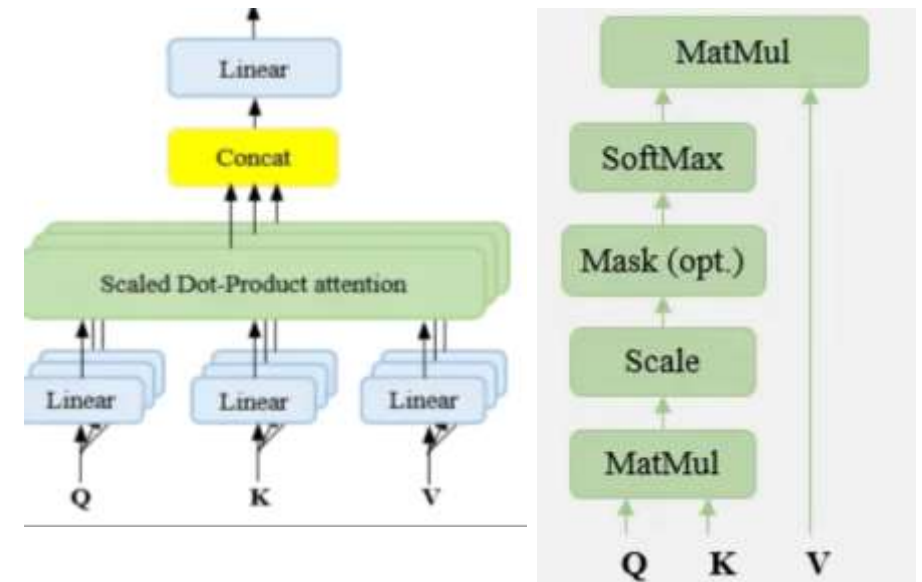 Linear
Concat
Scaled Dot-Product attention
Linear Linear Linear
Q K V
MatMul
SoftMax
Mask (opt.)
Scale
MatMul
Q K V